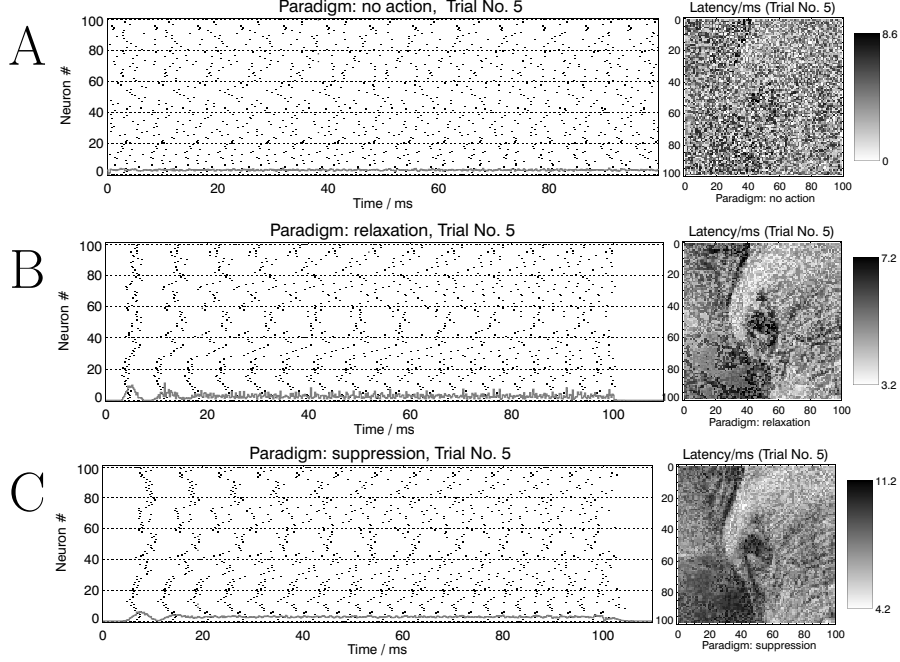 A
Paradigm: no action, Trial No. 5
Neuron #
100
80
60
40
20
0
0 20 40 60 80
Time / ms
Latency/ms (Trial No. 5)
0
20
40
60
80
100
0 20 40 60 80 100
Paradigm: no action
8.6
0
B
Paradigm: relaxation, Trial No. 5
Neuron #
100
80
60
40
20
0
0 20 40 60 80 100
Time / ms
Latency/ms (Trial No. 5)
0
20
40
60
80
100
0 20 40 60 80 100
Paradigm: relaxation
7.2
3.2
C
Paradigm: suppression, Trial No. 5
Neuron #
100
80
60
40
20
0
0 20 40 60 80 100
Time / ms
Latency/ms (Trial No. 5)
0
20
40
60
80
100
0 20 40 60 80 100
Paradigm: suppression
11.2
4.2